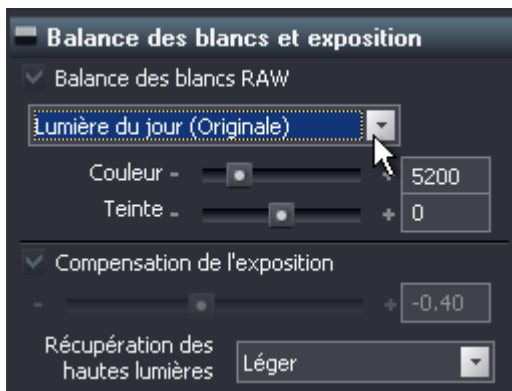 Balance des blancs et exposition
Balance des blancs RAW
Lumière du jour (Originale)
Couleur - + 5200
Teinte - + 0
Compensation de l'exposition
- + -0.40
Récupération des
hautes lumières Léger